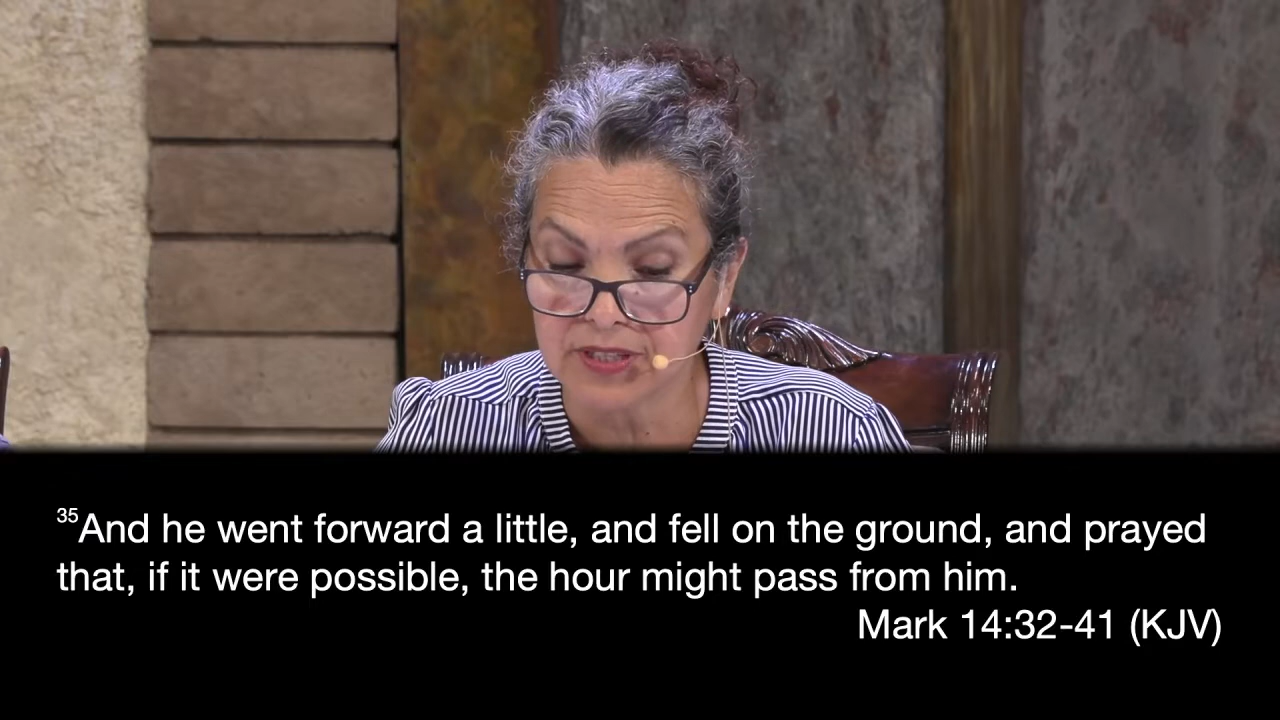 35And he went forward a little, and fell on the ground, and prayed
that, if it were possible, the hour might pass from him.
Mark 14:32-41 (KJV)